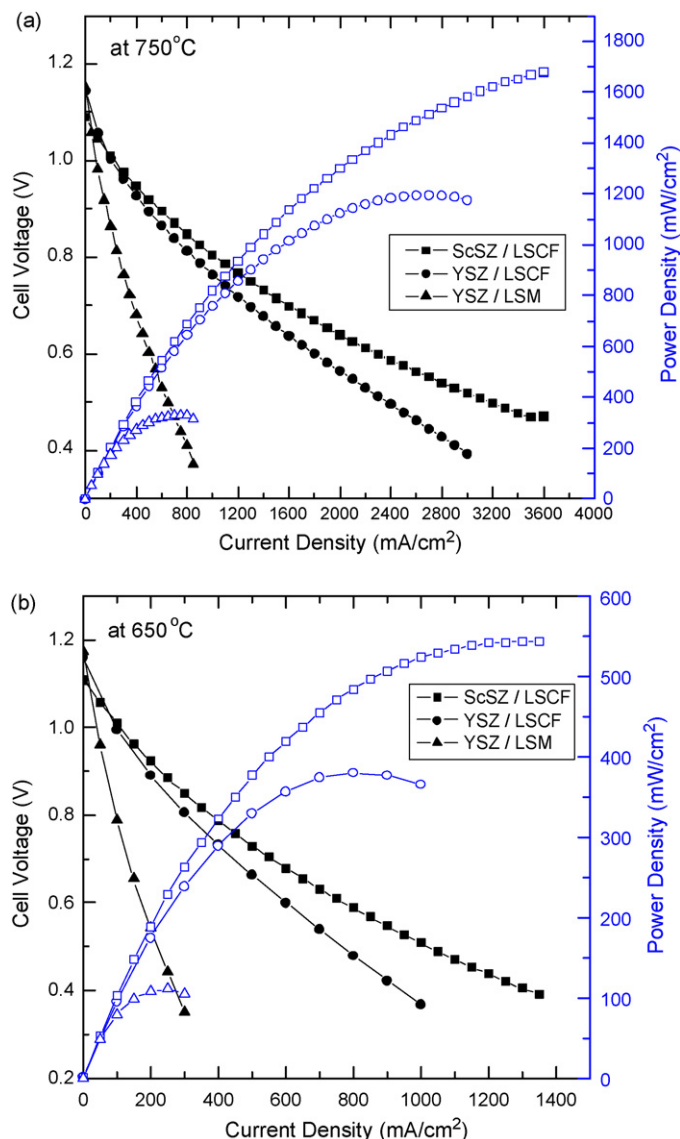 (a)
at 750°C
Cell Voltage (V)
1.2
1.0
0.8
0.6
0.4
ScSZ / LSCF
YSZ / LSCF
YSZ / LSM
1800
1600
1400
1200
1000
800
600
400
200
0
Power Density (mW/cm²)
0 400 800 1200 1600 2000 2400 2800 3200 3600 4000
Current Density (mA/cm²)
(b)
at 650°C
Cell Voltage (V)
1.2
1.0
0.8
0.6
0.4
0.2
ScSZ / LSCF
YSZ / LSCF
YSZ / LSM
600
500
400
300
200
100
0
Power Density (mW/cm²)
0 200 400 600 800 1000 1200 1400
Current Density (mA/cm²)